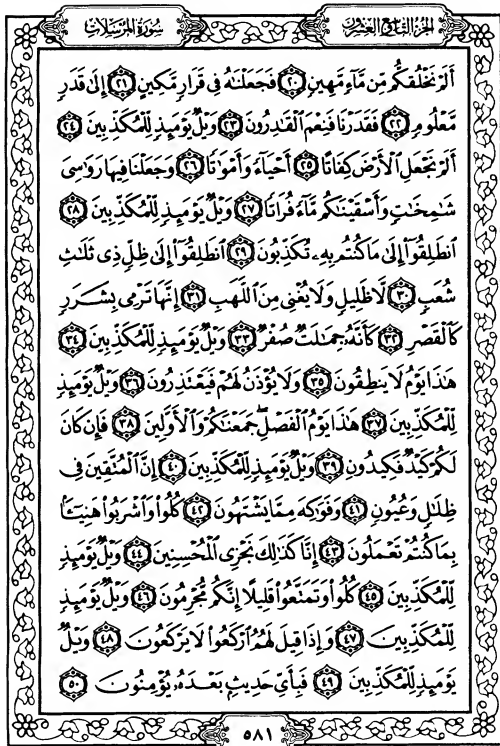 سُورَةُ المُرْسَلَات
الجزء التاسع والعشرون
أَلَمْ نَخْلُقكُّم مِّن مَّآءٍ مَّهِينٍ ٢٠ فَجَعَلْنَٰهُ فِى قَرَارٍ مَّكِينٍ ٢١ إِلَىٰ قَدَرٍ
مَّعْلُومٍ ٢٢ فَقَدَرْنَا فَنِعْمَ ٱلْقَٰدِرُونَ ٢٣ وَيْلٌ يَوْمَئِذٍ لِّلْمُكَذِّبِينَ ٢٤
أَلَمْ نَجْعَلِ ٱلْأَرْضَ كِفَاتًا ٢٥ أَحْيَآءً وَأَمْوَٰتًا ٢٦ وَجَعَلْنَا فِيهَا رَوَٰسِىَ
شَٰمِخَٰتٍ وَأَسْقَيْنَٰكُم مَّآءً فُرَاتًا ٢٧ وَيْلٌ يَوْمَئِذٍ لِّلْمُكَذِّبِينَ ٢٨
ٱنطَلِقُوٓا۟ إِلَىٰ مَا كُنتُم بِهِۦ تُكَذِّبُونَ ٢٩ ٱنطَلِقُوٓا۟ إِلَىٰ ظِلٍّ ذِى ثَلَٰثِ
شُعَبٍ ٣٠ لَّا ظَلِيلٍ وَلَا يُغْنِى مِنَ ٱللَّهَبِ ٣١ إِنَّهَا تَرْمِى بِشَرَرٍ
كَٱلْقَصْرِ ٣٢ كَأَنَّهُۥ جِمَٰلَتٌ صُفْرٌ ٣٣ وَيْلٌ يَوْمَئِذٍ لِّلْمُكَذِّبِينَ ٣٤
هَٰذَا يَوْمُ لَا يَنطِقُونَ ٣٥ وَلَا يُؤْذَنُ لَهُمْ فَيَعْتَذِرُونَ ٣٦ وَيْلٌ يَوْمَئِذٍ
لِّلْمُكَذِّبِينَ ٣٧ هَٰذَا يَوْمُ ٱلْفَصْلِ ۖ جَمَعْنَٰكُمْ وَٱلْأَوَّلِينَ ٣٨ فَإِن كَانَ
لَكُمْ كَيْدٌ فَكِيدُونِ ٣٩ وَيْلٌ يَوْمَئِذٍ لِّلْمُكَذِّبِينَ ٤٠ إِنَّ ٱلْمُتَّقِينَ فِى
ظِلَٰلٍ وَعُيُونٍ ٤١ وَفَوَٰكِهَ مِمَّا يَشْتَهُونَ ٤٢ كُلُوا۟ وَٱشْرَبُوا۟ هَنِيٓـًٔۢا
بِمَا كُنتُمْ تَعْمَلُونَ ٤٣ إِنَّا كَذَٰلِكَ نَجْزِى ٱلْمُحْسِنِينَ ٤٤ وَيْلٌ يَوْمَئِذٍ
لِّلْمُكَذِّبِينَ ٤٥ كُلُوا۟ وَتَمَتَّعُوا۟ قَلِيلًا إِنَّكُم مُّجْرِمُونَ ٤٦ وَيْلٌ يَوْمَئِذٍ
لِّلْمُكَذِّبِينَ ٤٧ وَإِذَا قِيلَ لَهُمُ ٱرْكَعُوا۟ لَا يَرْكَعُونَ ٤٨ وَيْلٌ
يَوْمَئِذٍ لِّلْمُكَذِّبِينَ ٤٩ فَبِأَىِّ حَدِيثٍۭ بَعْدَهُۥ يُؤْمِنُونَ ٥٠
٥٨١